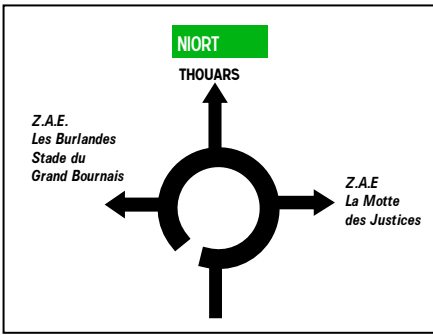 NIORT
THOUARS
Z.A.E.
Les Burlandes
Stade du
Grand Bournais
Z.A.E
La Motte
des Justices